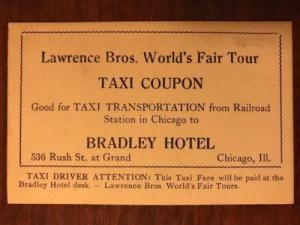 Lawrence Bros. World's Fair Tour
TAXI COUPON
Good for TAXI TRANSPORTATION from Railroad
Station in Chicago to
BRADLEY HOTEL
536 Rush St. at Grand Chicago, Ill.
TAXI DRIVER ATTENTION: This Taxi Fare will be paid at the
Bradley Hotel desk. — Lawrence Bros. World's Fair Tours.